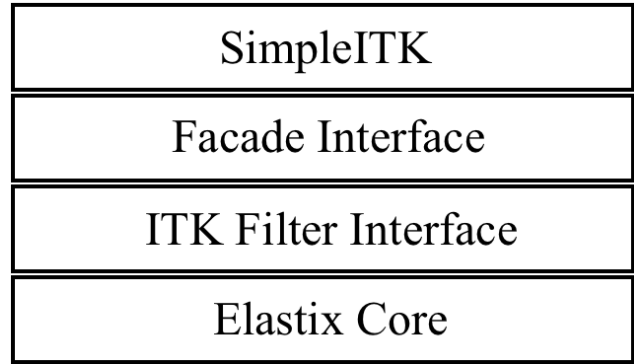 SimpleITK
Facade Interface
ITK Filter Interface
Elastix Core